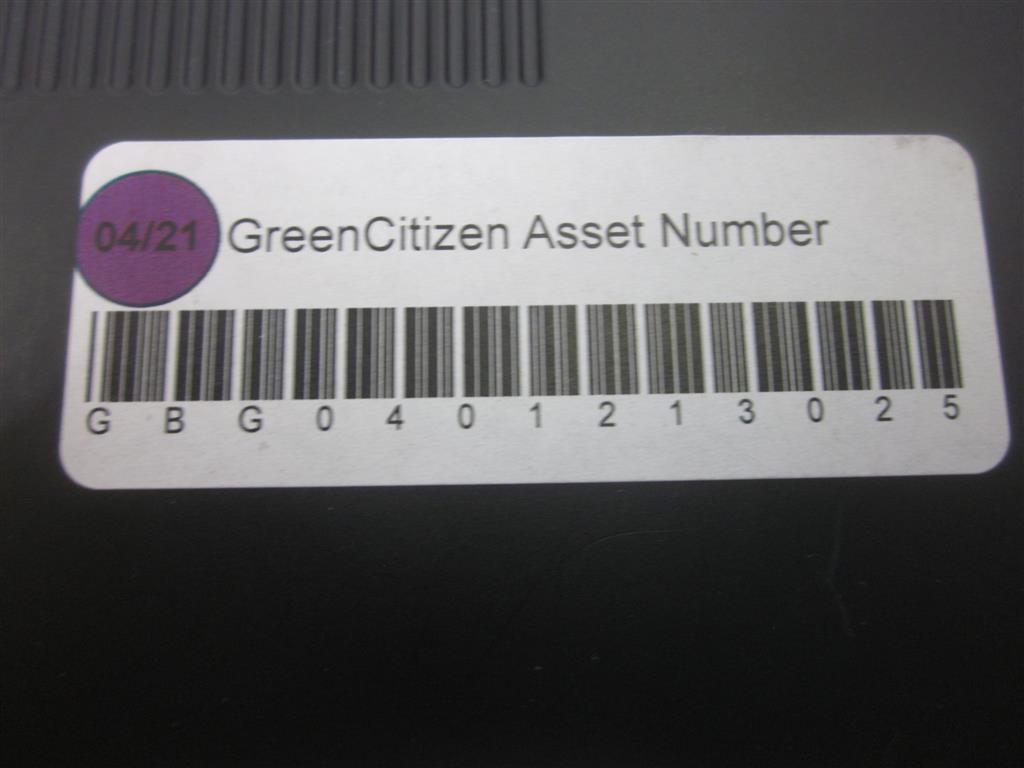 04/21 GreenCitizen Asset Number
G B G 0 4 0 1 2 1 3 0 2 5